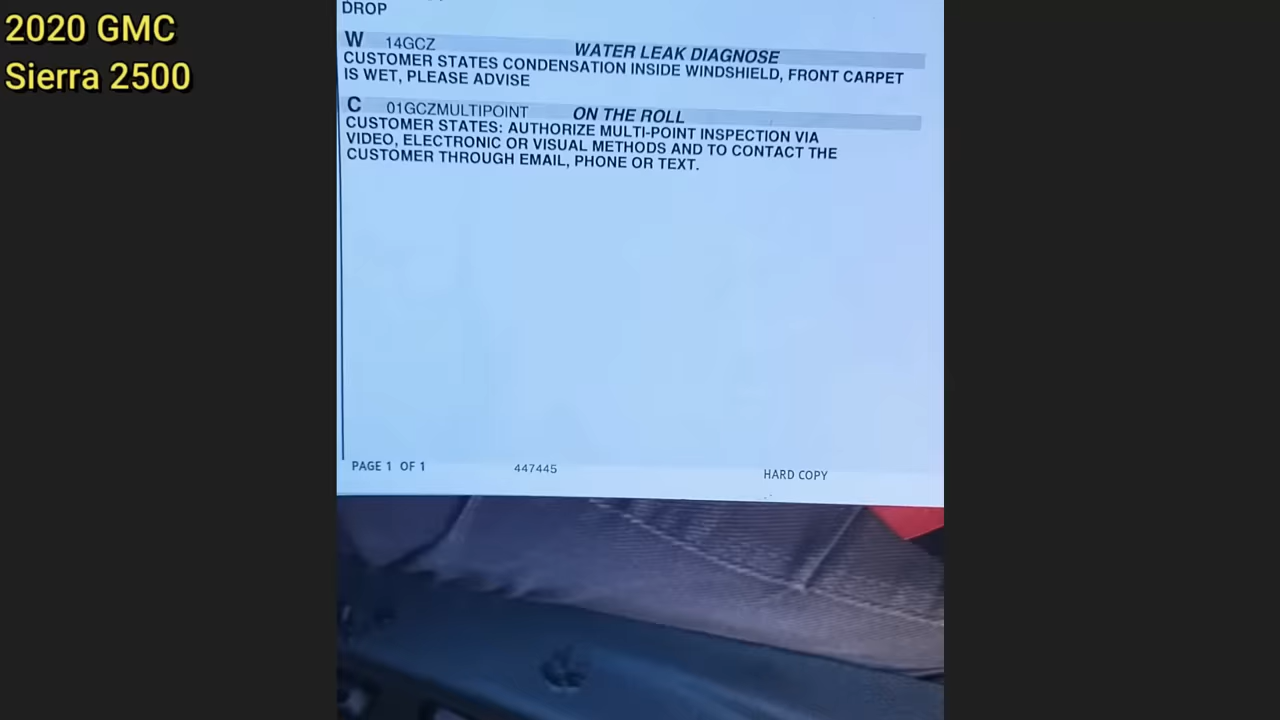 2020 GMC
Sierra 2500
DROP
W 14GCZ WATER LEAK DIAGNOSE
CUSTOMER STATES CONDENSATION INSIDE WINDSHIELD, FRONT CARPET
IS WET, PLEASE ADVISE
C 01GCZMULTIPOINT ON THE ROLL
CUSTOMER STATES: AUTHORIZE MULTI-POINT INSPECTION VIA
VIDEO, ELECTRONIC OR VISUAL METHODS AND TO CONTACT THE
CUSTOMER THROUGH EMAIL, PHONE OR TEXT.
PAGE 1 OF 1 447445 HARD COPY